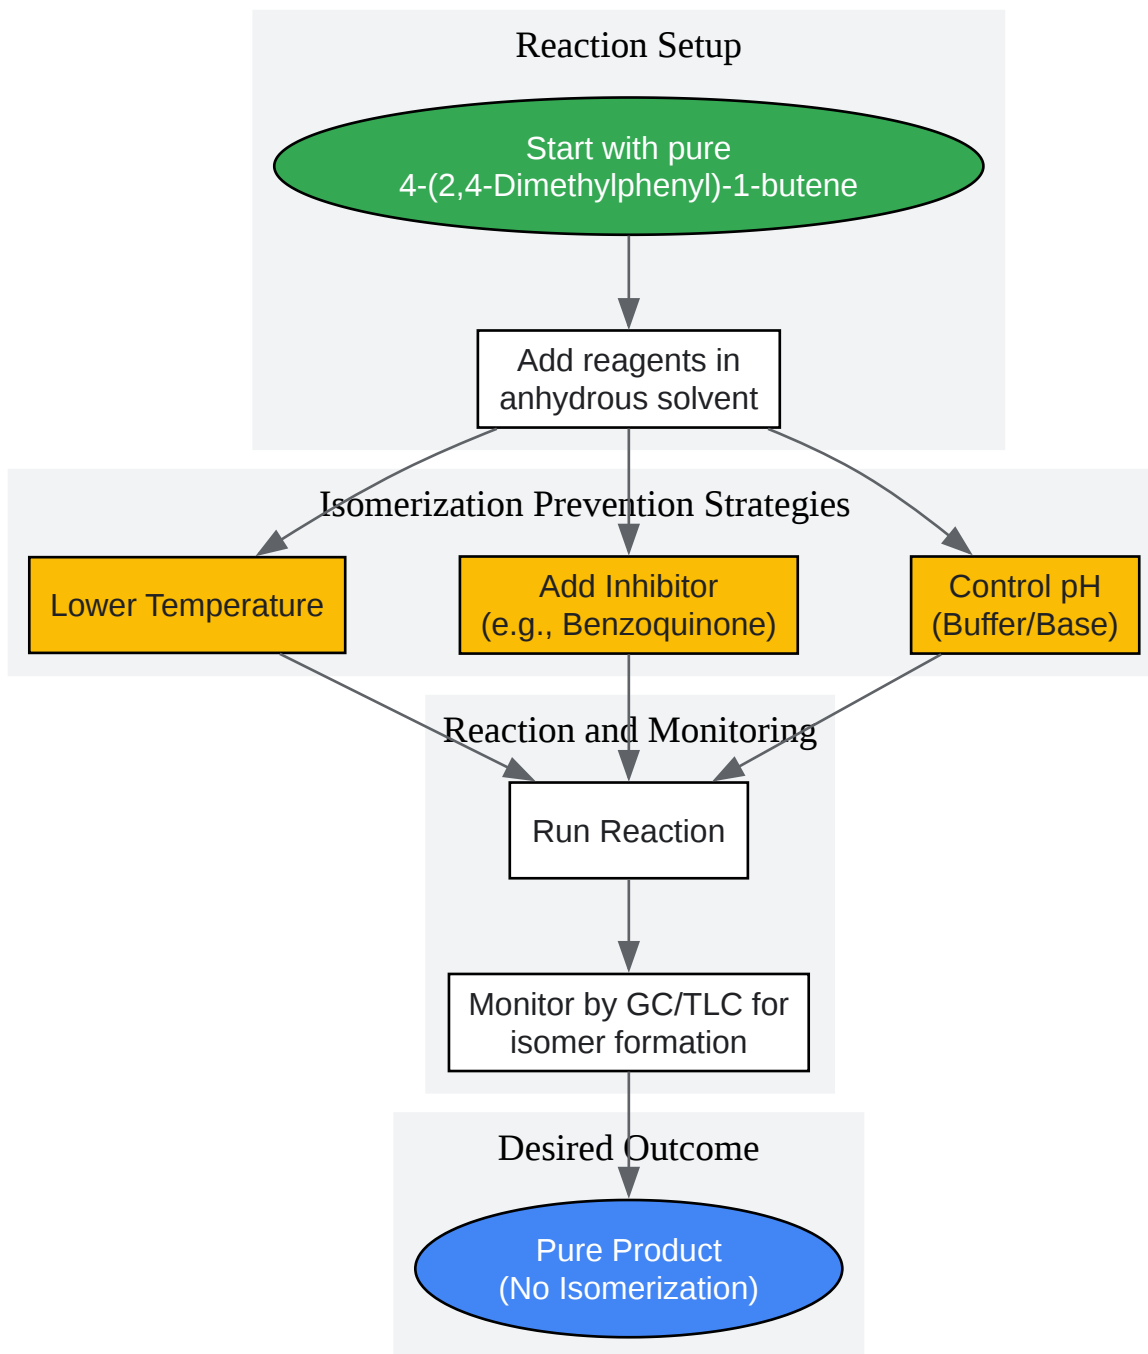 Reaction Setup
Start with pure
4-(2,4-Dimethylphenyl)-1-butene
Add reagents in
anhydrous solvent
Isomerization Prevention Strategies
Lower Temperature
Add Inhibitor
(e.g., Benzoquinone)
Control pH
(Buffer/Base)
Reaction and Monitoring
Run Reaction
Monitor by GC/TLC for
isomer formation
Desired Outcome
Pure Product
(No Isomerization)